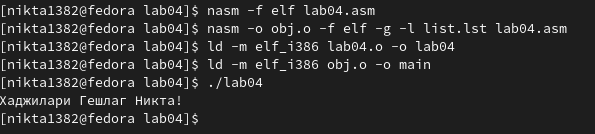 [nikta1382@fedora lab04]$ nasm -f elf lab04.asm
[nikta1382@fedora lab04]$ nasm -o obj.o -f elf -g -l list.lst lab04.asm
[nikta1382@fedora lab04]$ ld -m elf_i386 lab04.o -o lab04
[nikta1382@fedora lab04]$ ld -m elf_i386 obj.o -o main
[nikta1382@fedora lab04]$ ./lab04
Хаджилари Гешлаг Никта!
[nikta1382@fedora lab04]$